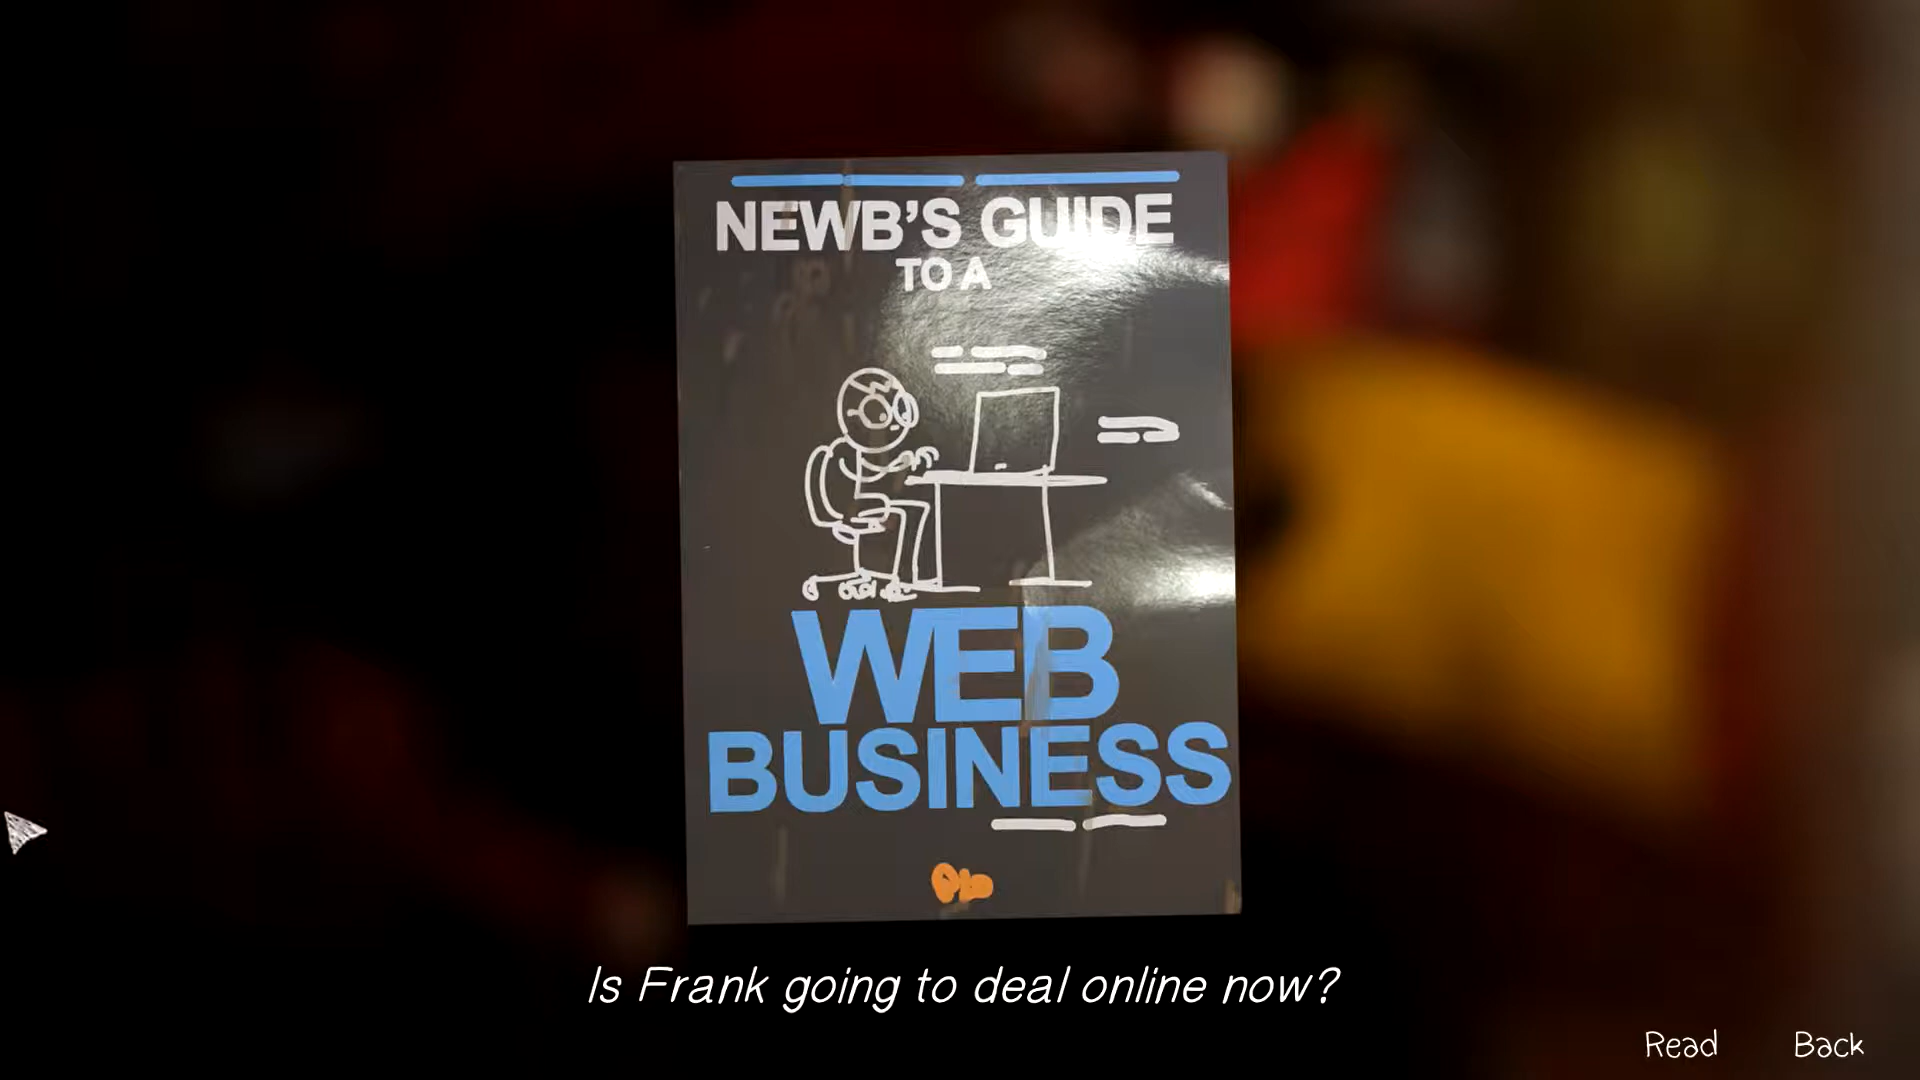 NEWB'S GUIDE
TO A
WEB
BUSINESS
Is Frank going to deal online now?
Read
Back